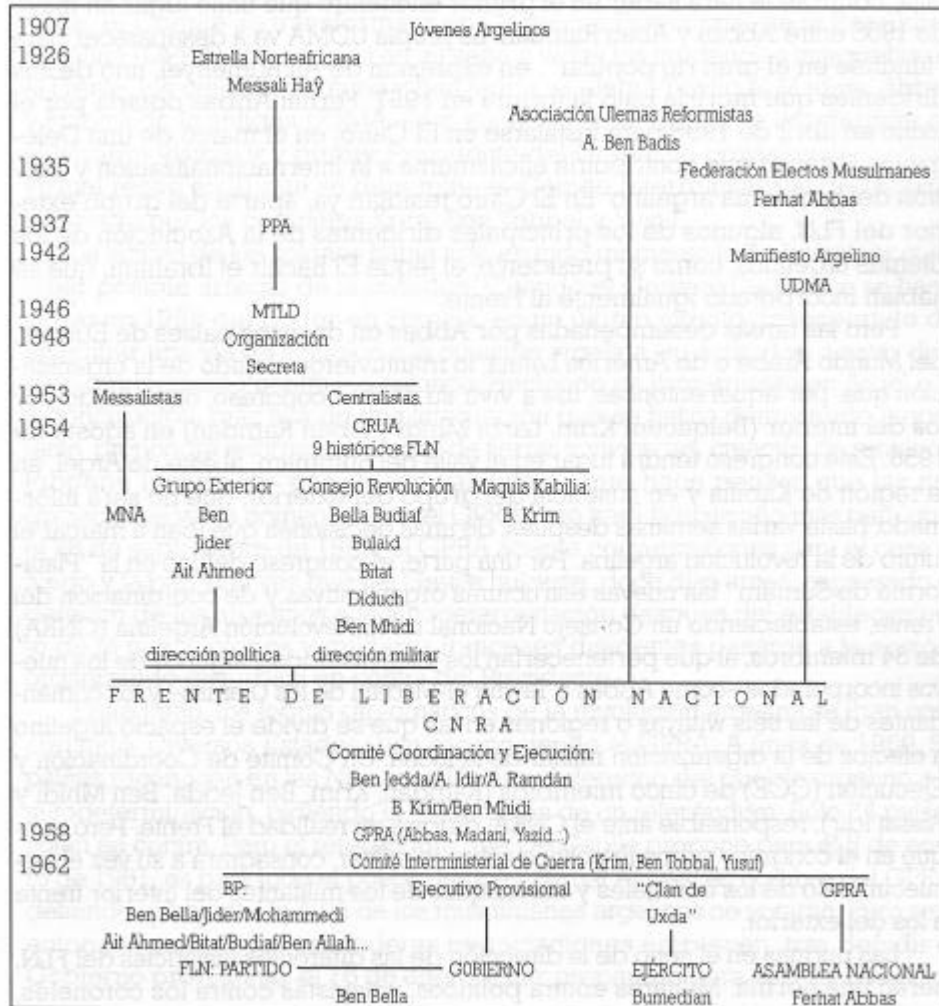 1907 Jóvenes Argelinos
1926 Estrella Norteafricana
Messali Haŷ
Asociación Ulemas Reformistas
A. Ben Badis
1935 Federación Electos Musulmanes
Ferhat Abbas
1937 PPA
1942 Manifiesto Argelino
UDMA
1946 MTLD
1948 Organización
Secreta
1953 Messalistas Centralistas
1954 CRUA
9 históricos FLN
Grupo Exterior Consejo Revolución Maquis Kabilia
MNA Ben Bella Budiaf B. Krim
Jider Bulaid
Ait Ahmed Bitat
Diduch
Ben Mhidi
dirección política dirección militar
FRENTE DE LIBERACIÓN NACIONAL
CNRA
Comité Coordinación y Ejecución:
Ben Jedda/A. Idir/A. Ramdán
B. Krim/Ben Mhidi
1958 GPRA (Abbas, Madani, Yazid...)
1962 Comité Interministerial de Guerra (Krim, Ben Tobbal, Yusuf)
BP: Ejecutivo Provisional "Clan de GPRA
Ben Bella/Jider/Mohammedi Uxda"
Ait Ahmed/Bitat/Budiaf/Ben Allah...
FLN: PARTIDO GOBIERNO EJÉRCITO ASAMBLEA NACIONAL
Ben Bella Bumedian Ferhat Abbas